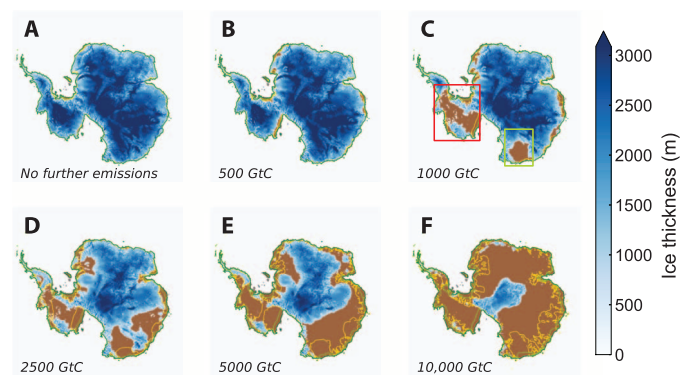 A
B
C
No further emissions
500 GtC
1000 GtC
D
E
F
2500 GtC
5000 GtC
10,000 GtC
3000
2500
2000
1500
1000
500
0
Ice thickness (m)